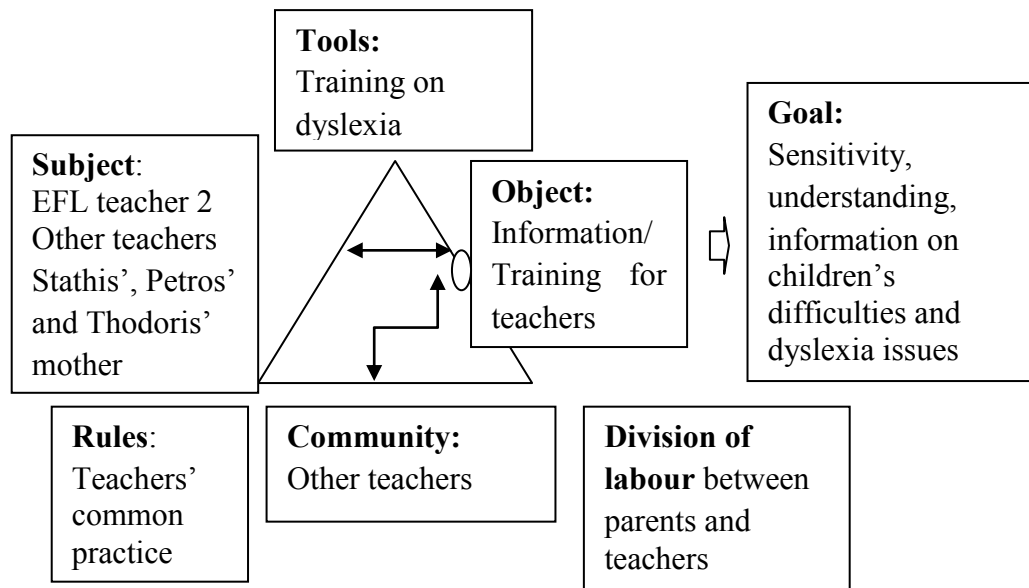 Tools:
Training on
dyslexia
Goal:
Sensitivity,
understanding,
information on
children’s
difficulties and
dyslexia issues
Subject:
EFL teacher 2
Other teachers
Stathis’, Petros’
and Thodoris’
mother
Object:
Information/
Training for
teachers
Rules:
Teachers’
common
practice
Community:
Other teachers
Division of
labour between
parents and
teachers